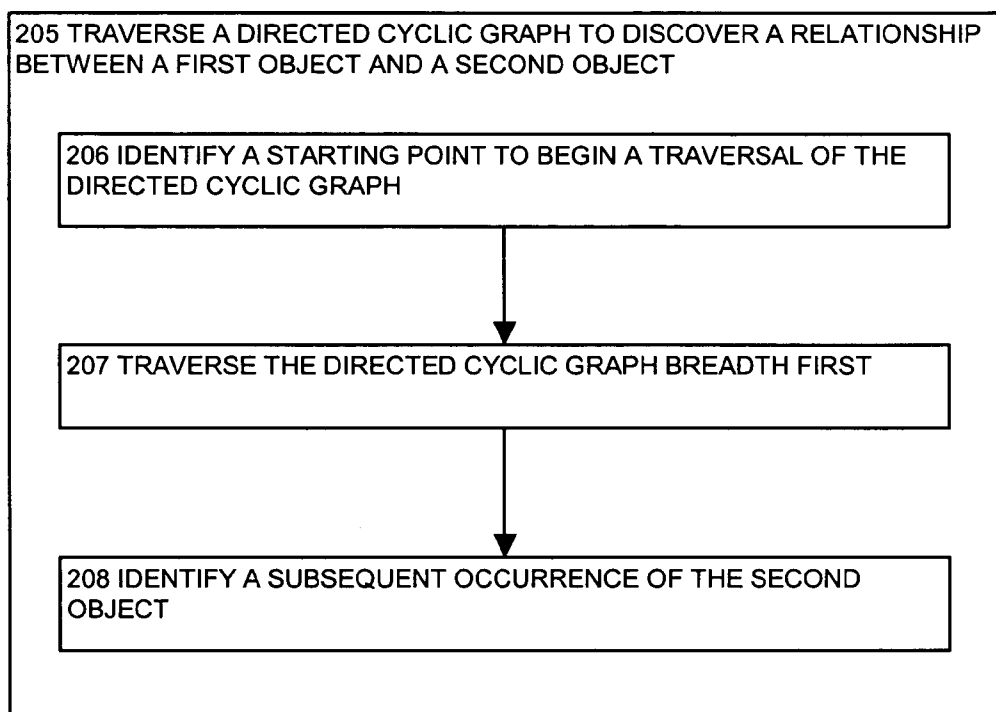 205 TRAVERSE A DIRECTED CYCLIC GRAPH TO DISCOVER A RELATIONSHIP
BETWEEN A FIRST OBJECT AND A SECOND OBJECT
206 IDENTIFY A STARTING POINT TO BEGIN A TRAVERSAL OF THE
DIRECTED CYCLIC GRAPH
207 TRAVERSE THE DIRECTED CYCLIC GRAPH BREADTH FIRST
208 IDENTIFY A SUBSEQUENT OCCURRENCE OF THE SECOND
OBJECT